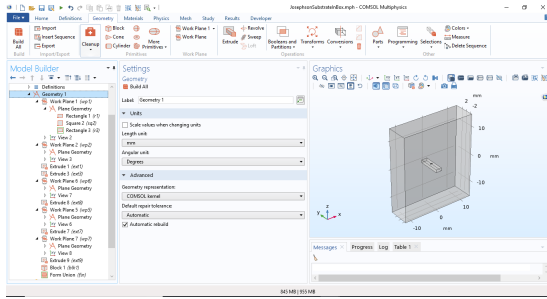 JosephsonSubstrateInBox.mph - COMSOL Multiphysics
File Home Definitions Geometry Materials Physics Mesh Study Results Developer
Build All
Import
Insert Sequence
Export
Build Import/Export
Cleanup
Block
Cone
Cylinder
Sphere
More Primitives
Primitives
Work Plane 1
Work Plane
Work Plane
Extrude
Revolve
Sweep
Loft
Booleans and Partitions
Transforms
Conversions
Operations
Parts
Programming
Selections
Colors
Measure
Delete Sequence
Other
Model Builder
Definitions
Geometry 1
Work Plane 1 (wp1)
Plane Geometry
Rectangle 1 (r1)
Square 2 (sq2)
Rectangle 3 (r3)
View 2
Work Plane 2 (wp2)
Plane Geometry
View 3
Extrude 1 (ext1)
Extrude 3 (ext3)
Work Plane 6 (wp6)
Plane Geometry
View 7
Extrude 8 (ext8)
Work Plane 5 (wp5)
Plane Geometry
View 6
Extrude 7 (ext7)
Work Plane 7 (wp7)
Plane Geometry
View 8
Extrude 9 (ext9)
Block 1 (blk1)
Form Union (fin)
Settings
Geometry
Build All
Label: Geometry 1
Units
Scale values when changing units
Length unit:
mm
Angular unit:
Degrees
Advanced
Geometry representation:
COMSOL kernel
Default repair tolerance:
Automatic
Automatic rebuild
Graphics
mm
2
-2
10
0 mm
-10
10
0
-10 mm
z
y x
Messages Progress Log Table 1
845 MB | 955 MB